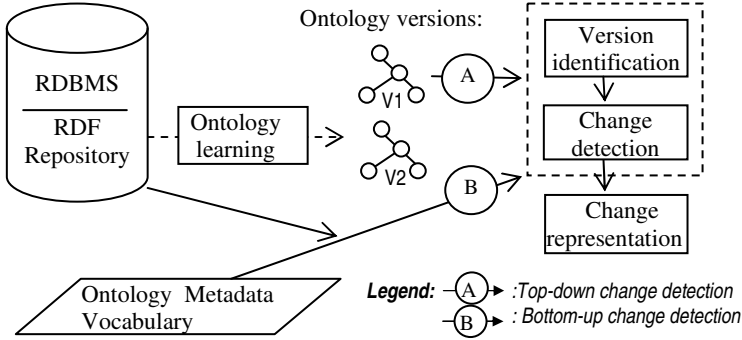 Ontology versions:
RDBMS
RDF
Repository
Ontology
learning
V1
V2
A
B
Version
identification
Change
detection
Change
representation
Ontology Metadata
Vocabulary
Legend:
A
:Top-down change detection
B
: Bottom-up change detection